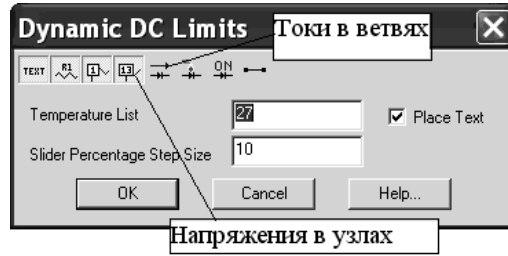 Dynamic DC Limits
Токи в ветвях
TEXT R1 1 13 ON
Temperature List 27 Place Text
Slider Percentage Step Size 10
OK Cancel Help...
Напряжения в узлах